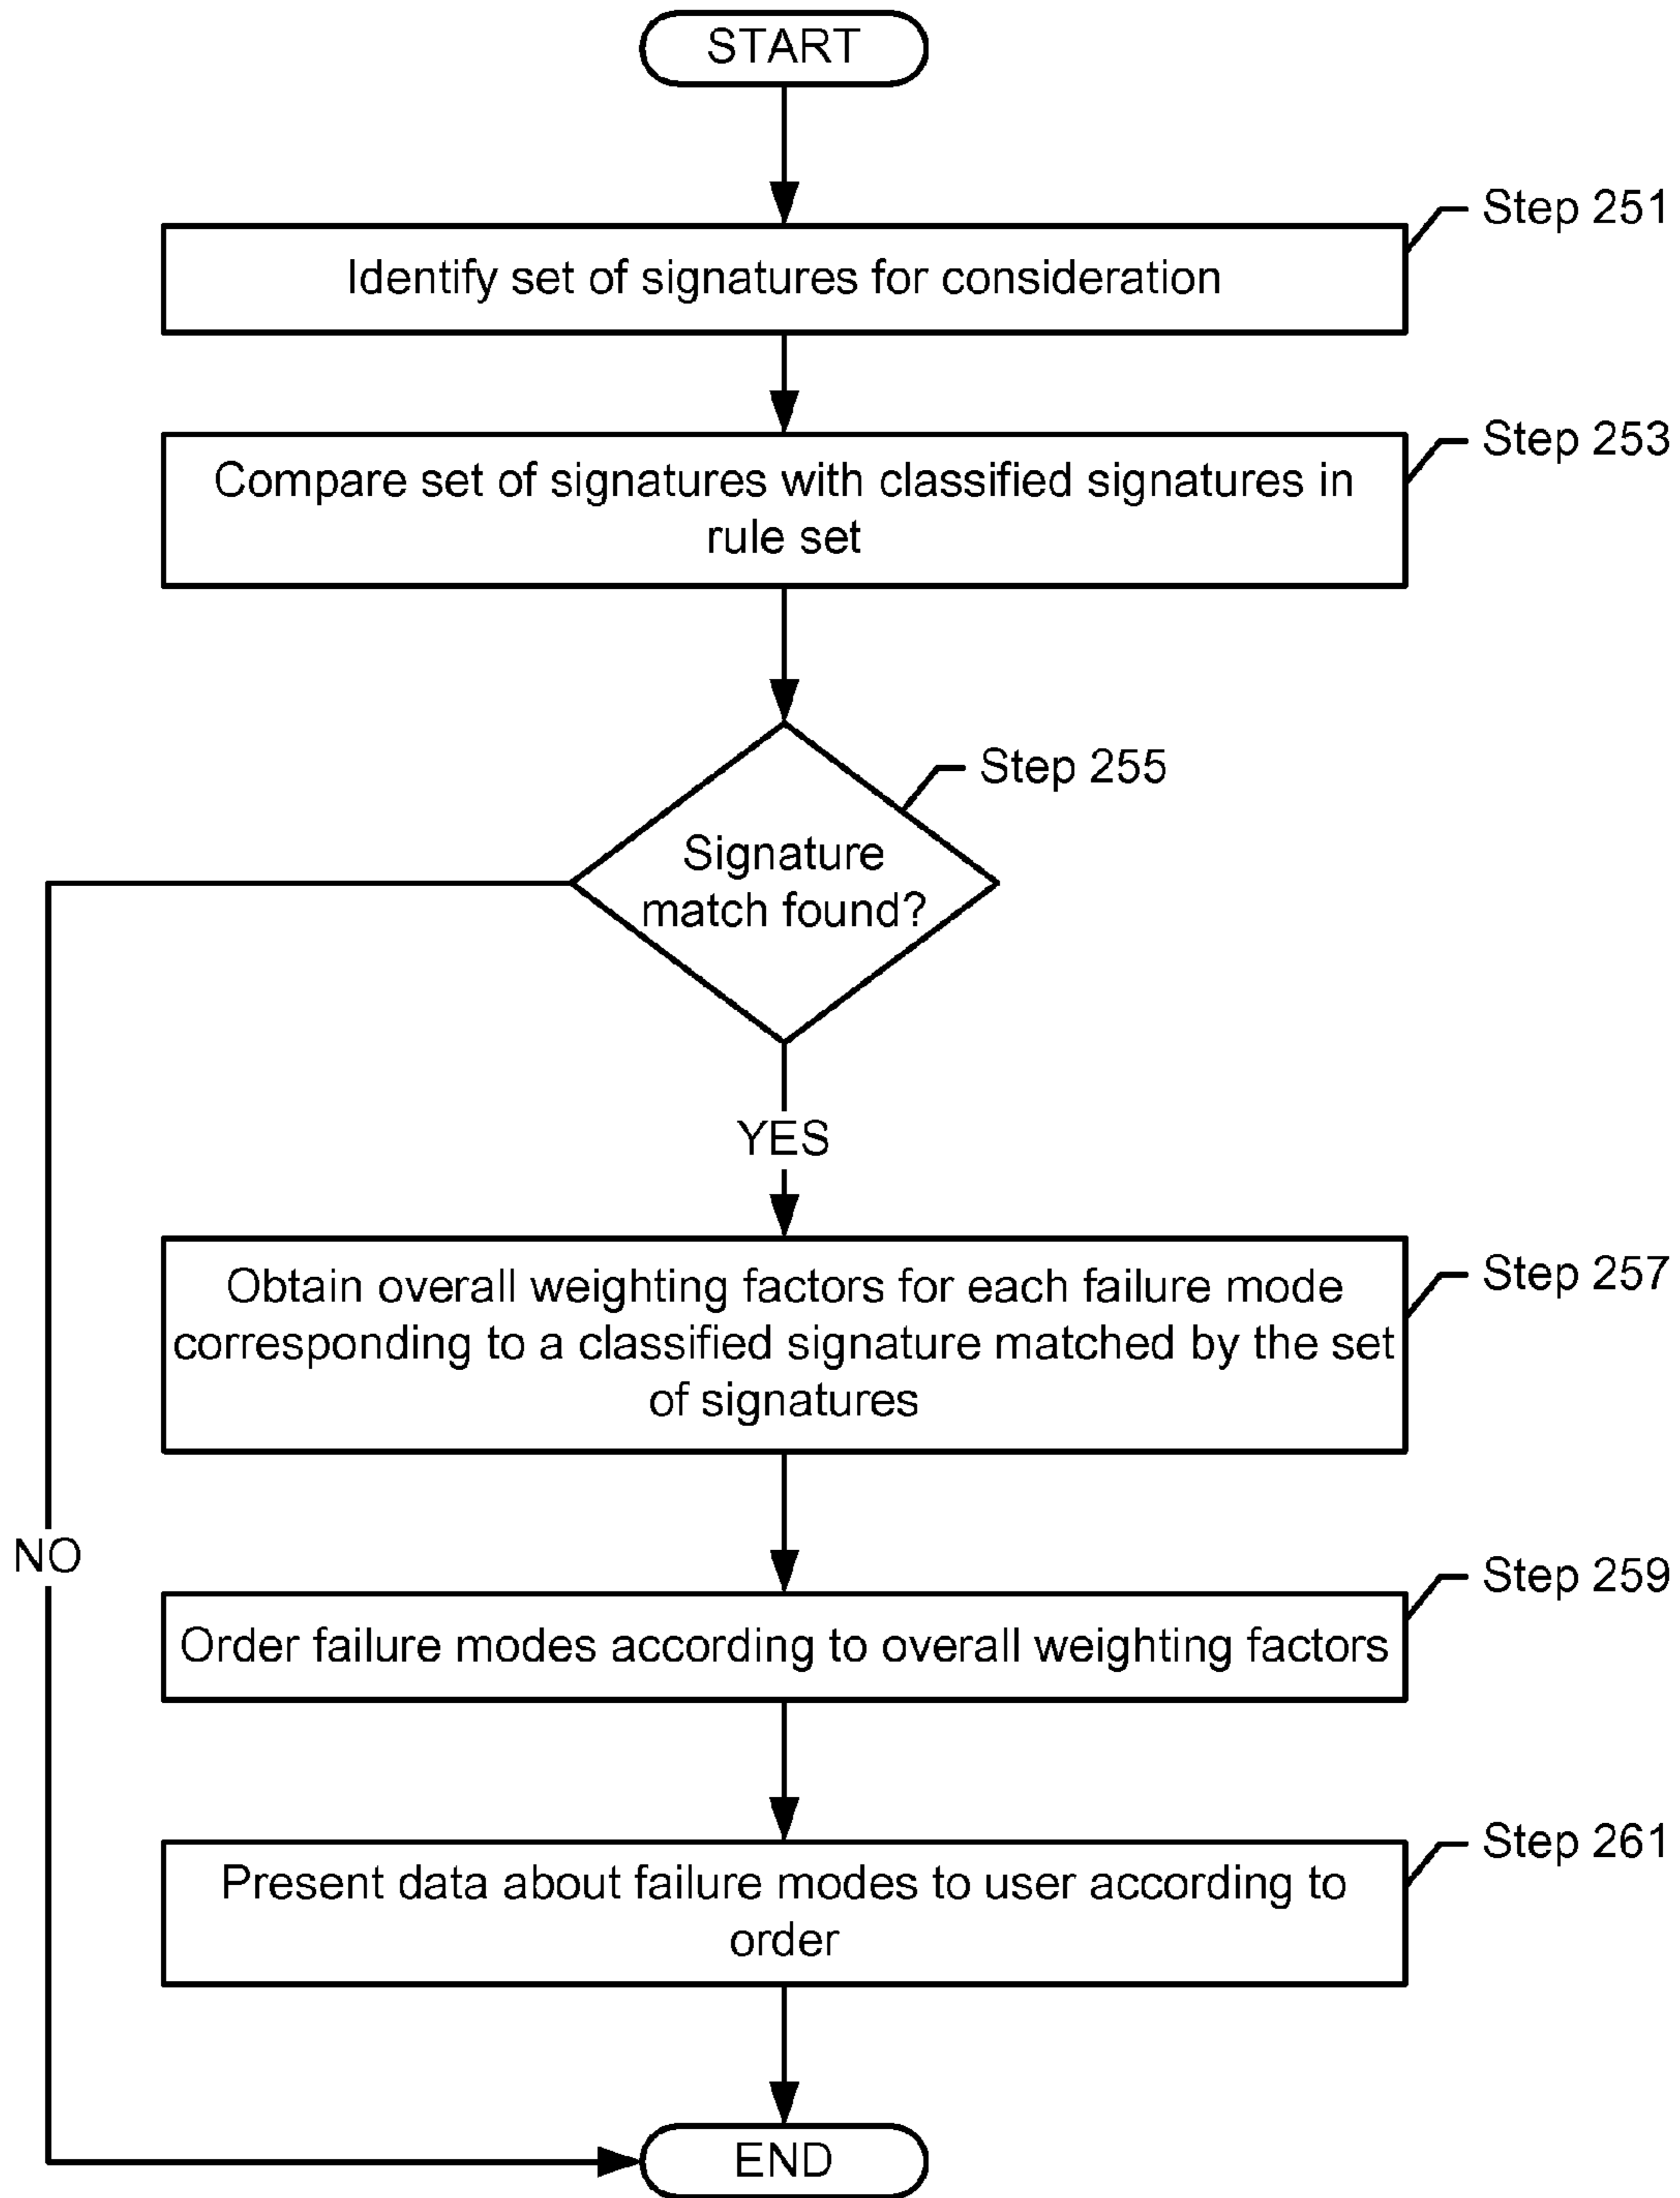 START
Step 251
Identify set of signatures for consideration
Step 253
Compare set of signatures with classified signatures in
rule set
Step 255
Signature
match found?
YES
Step 257
Obtain overall weighting factors for each failure mode
corresponding to a classified signature matched by the set
of signatures
NO
Step 259
Order failure modes according to overall weighting factors
Step 261
Present data about failure modes to user according to
order
END